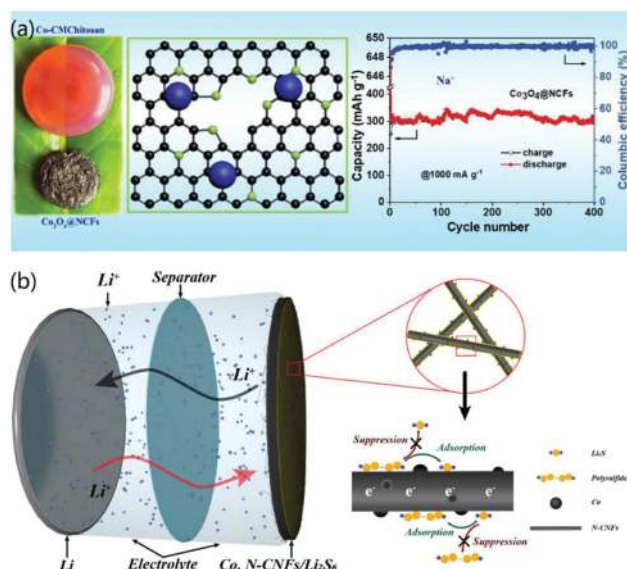 (a)
Co-CMChitosan
Co₃O₄@NCFs
Capacity (mAh g⁻¹)
650
648
646
400
300
200
100
0
Na⁺
Co₃O₄@NCFs
charge
discharge
@1000 mA g⁻¹
0 100 200 300 400
Cycle number
100
80
60
40
20
0
Columbic efficiency (%)
(b)
Li⁺
Separator
Li⁺
Li⁺
Li
Electrolyte
Co, N-CNFs/Li₂S₆
Suppression
Adsorption
e⁻ e⁻ e⁻ e⁻
Adsorption
Suppression
Li₂S
Polysulfide
Co
N-CNFs